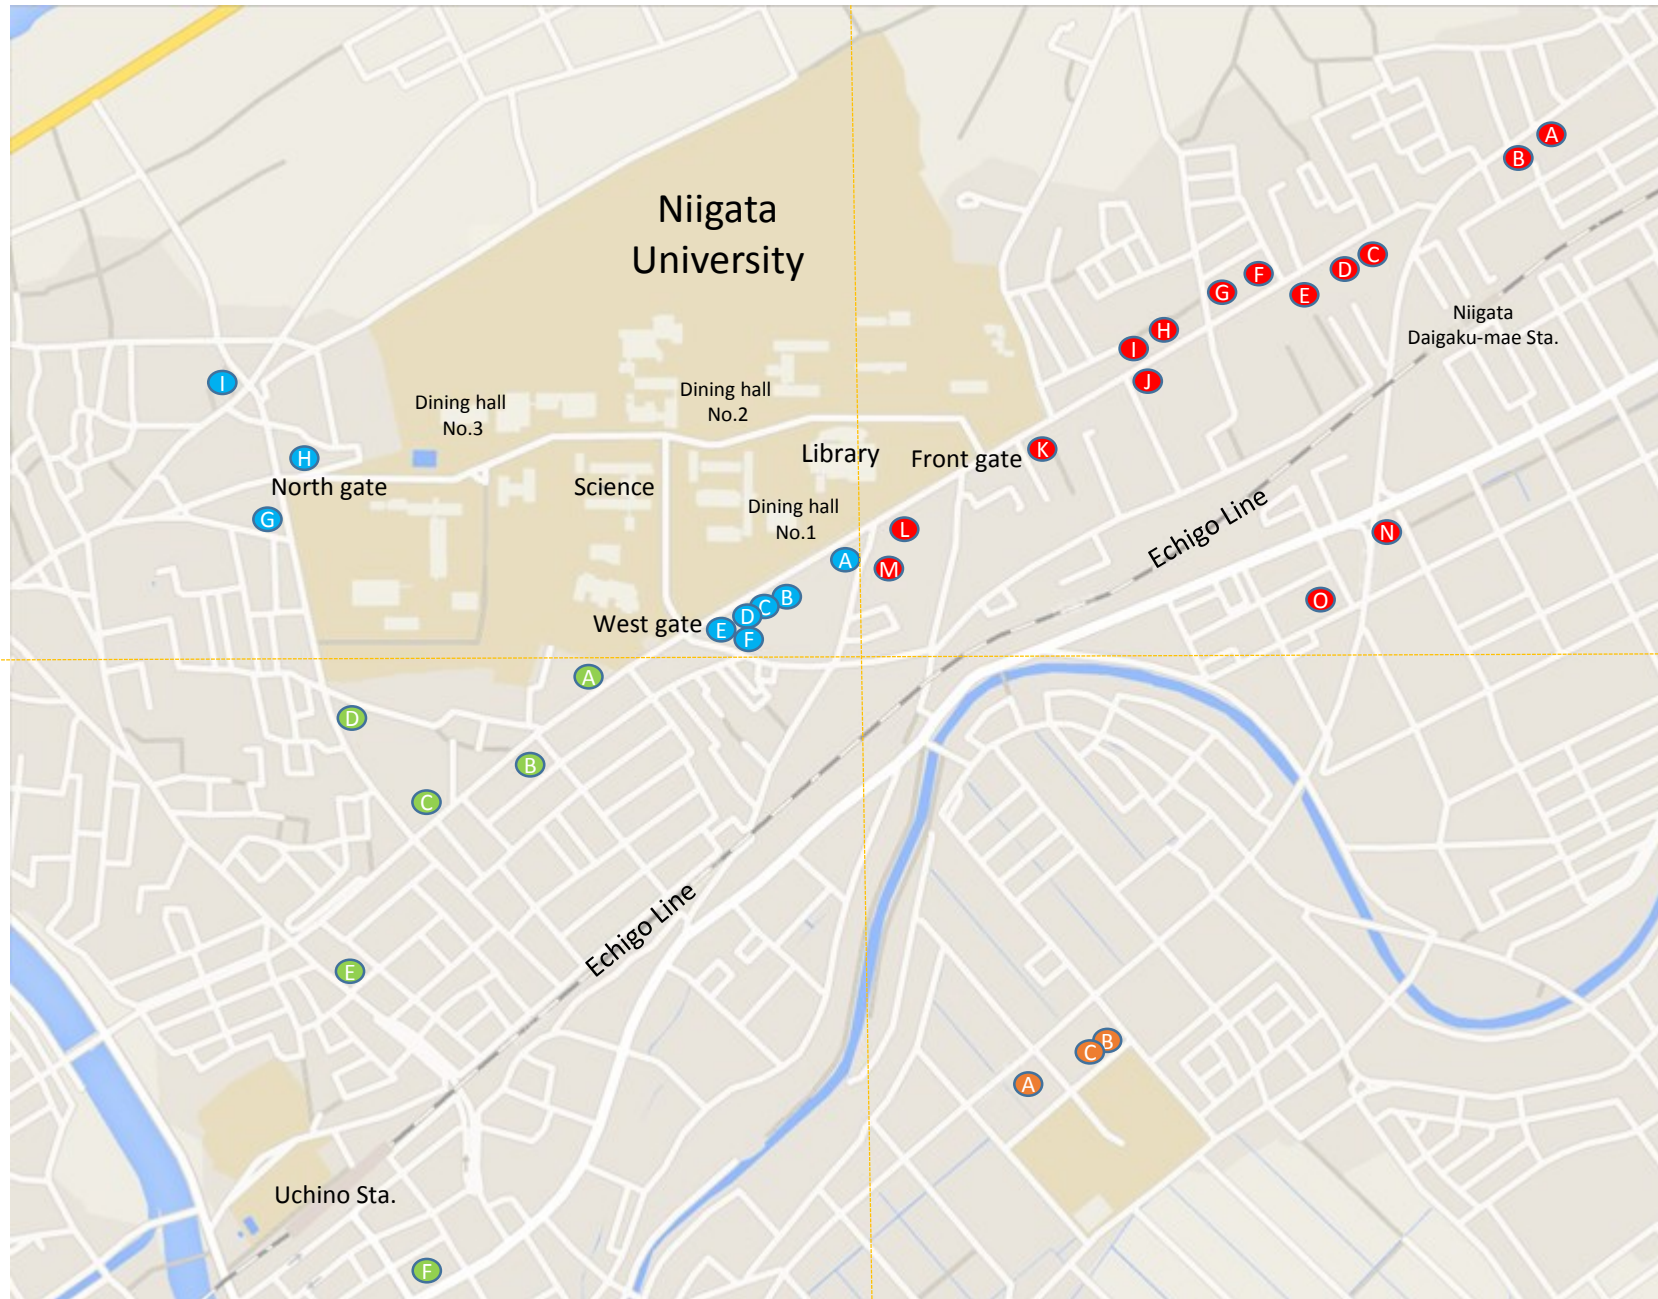 A
B
Niigata
University
C
D
F
G
E
Niigata
Daigaku-mae Sta.
H
I
J
I
Dining hall
No.2
Dining hall
No.3
K
Library
Front gate
H
North gate
Science
Dining hall
No.1
G
L
N
Echigo Line
A
M
B
C
D
O
West gate
E
F
A
D
B
C
Echigo Line
E
B
C
A
Uchino Sta.
F